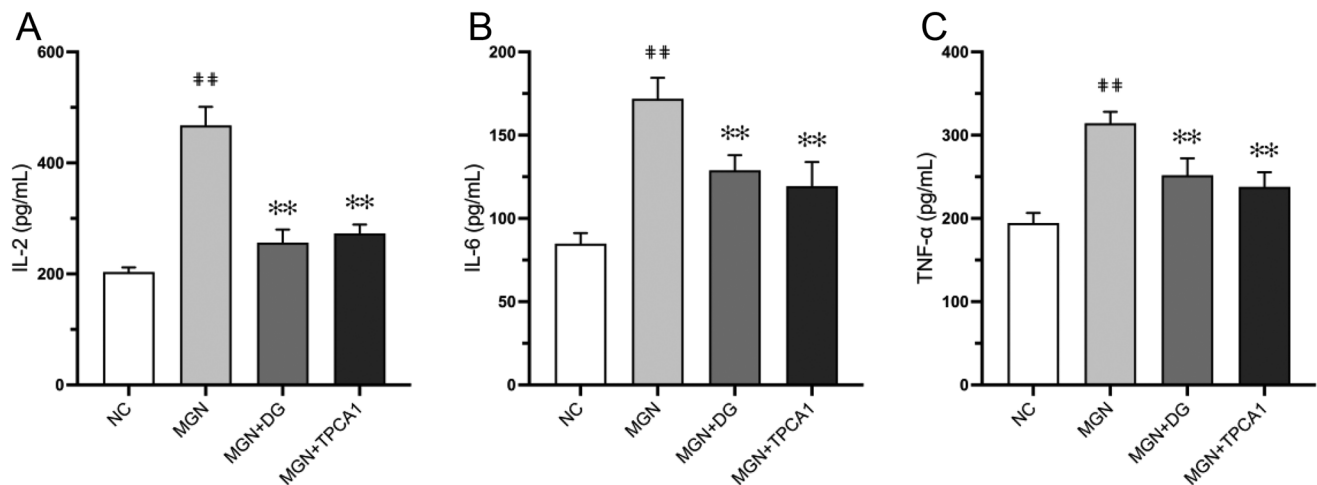 A
IL-2 (pg/mL)
600
400
200
0
##
**
**
NC
MGN
MGN+DG
MGN+TPCA1
B
IL-6 (pg/mL)
200
150
100
50
0
##
**
**
NC
MGN
MGN+DG
MGN+TPCA1
C
TNF-α (pg/mL)
400
300
200
100
0
##
**
**
NC
MGN
MGN+DG
MGN+TPCA1